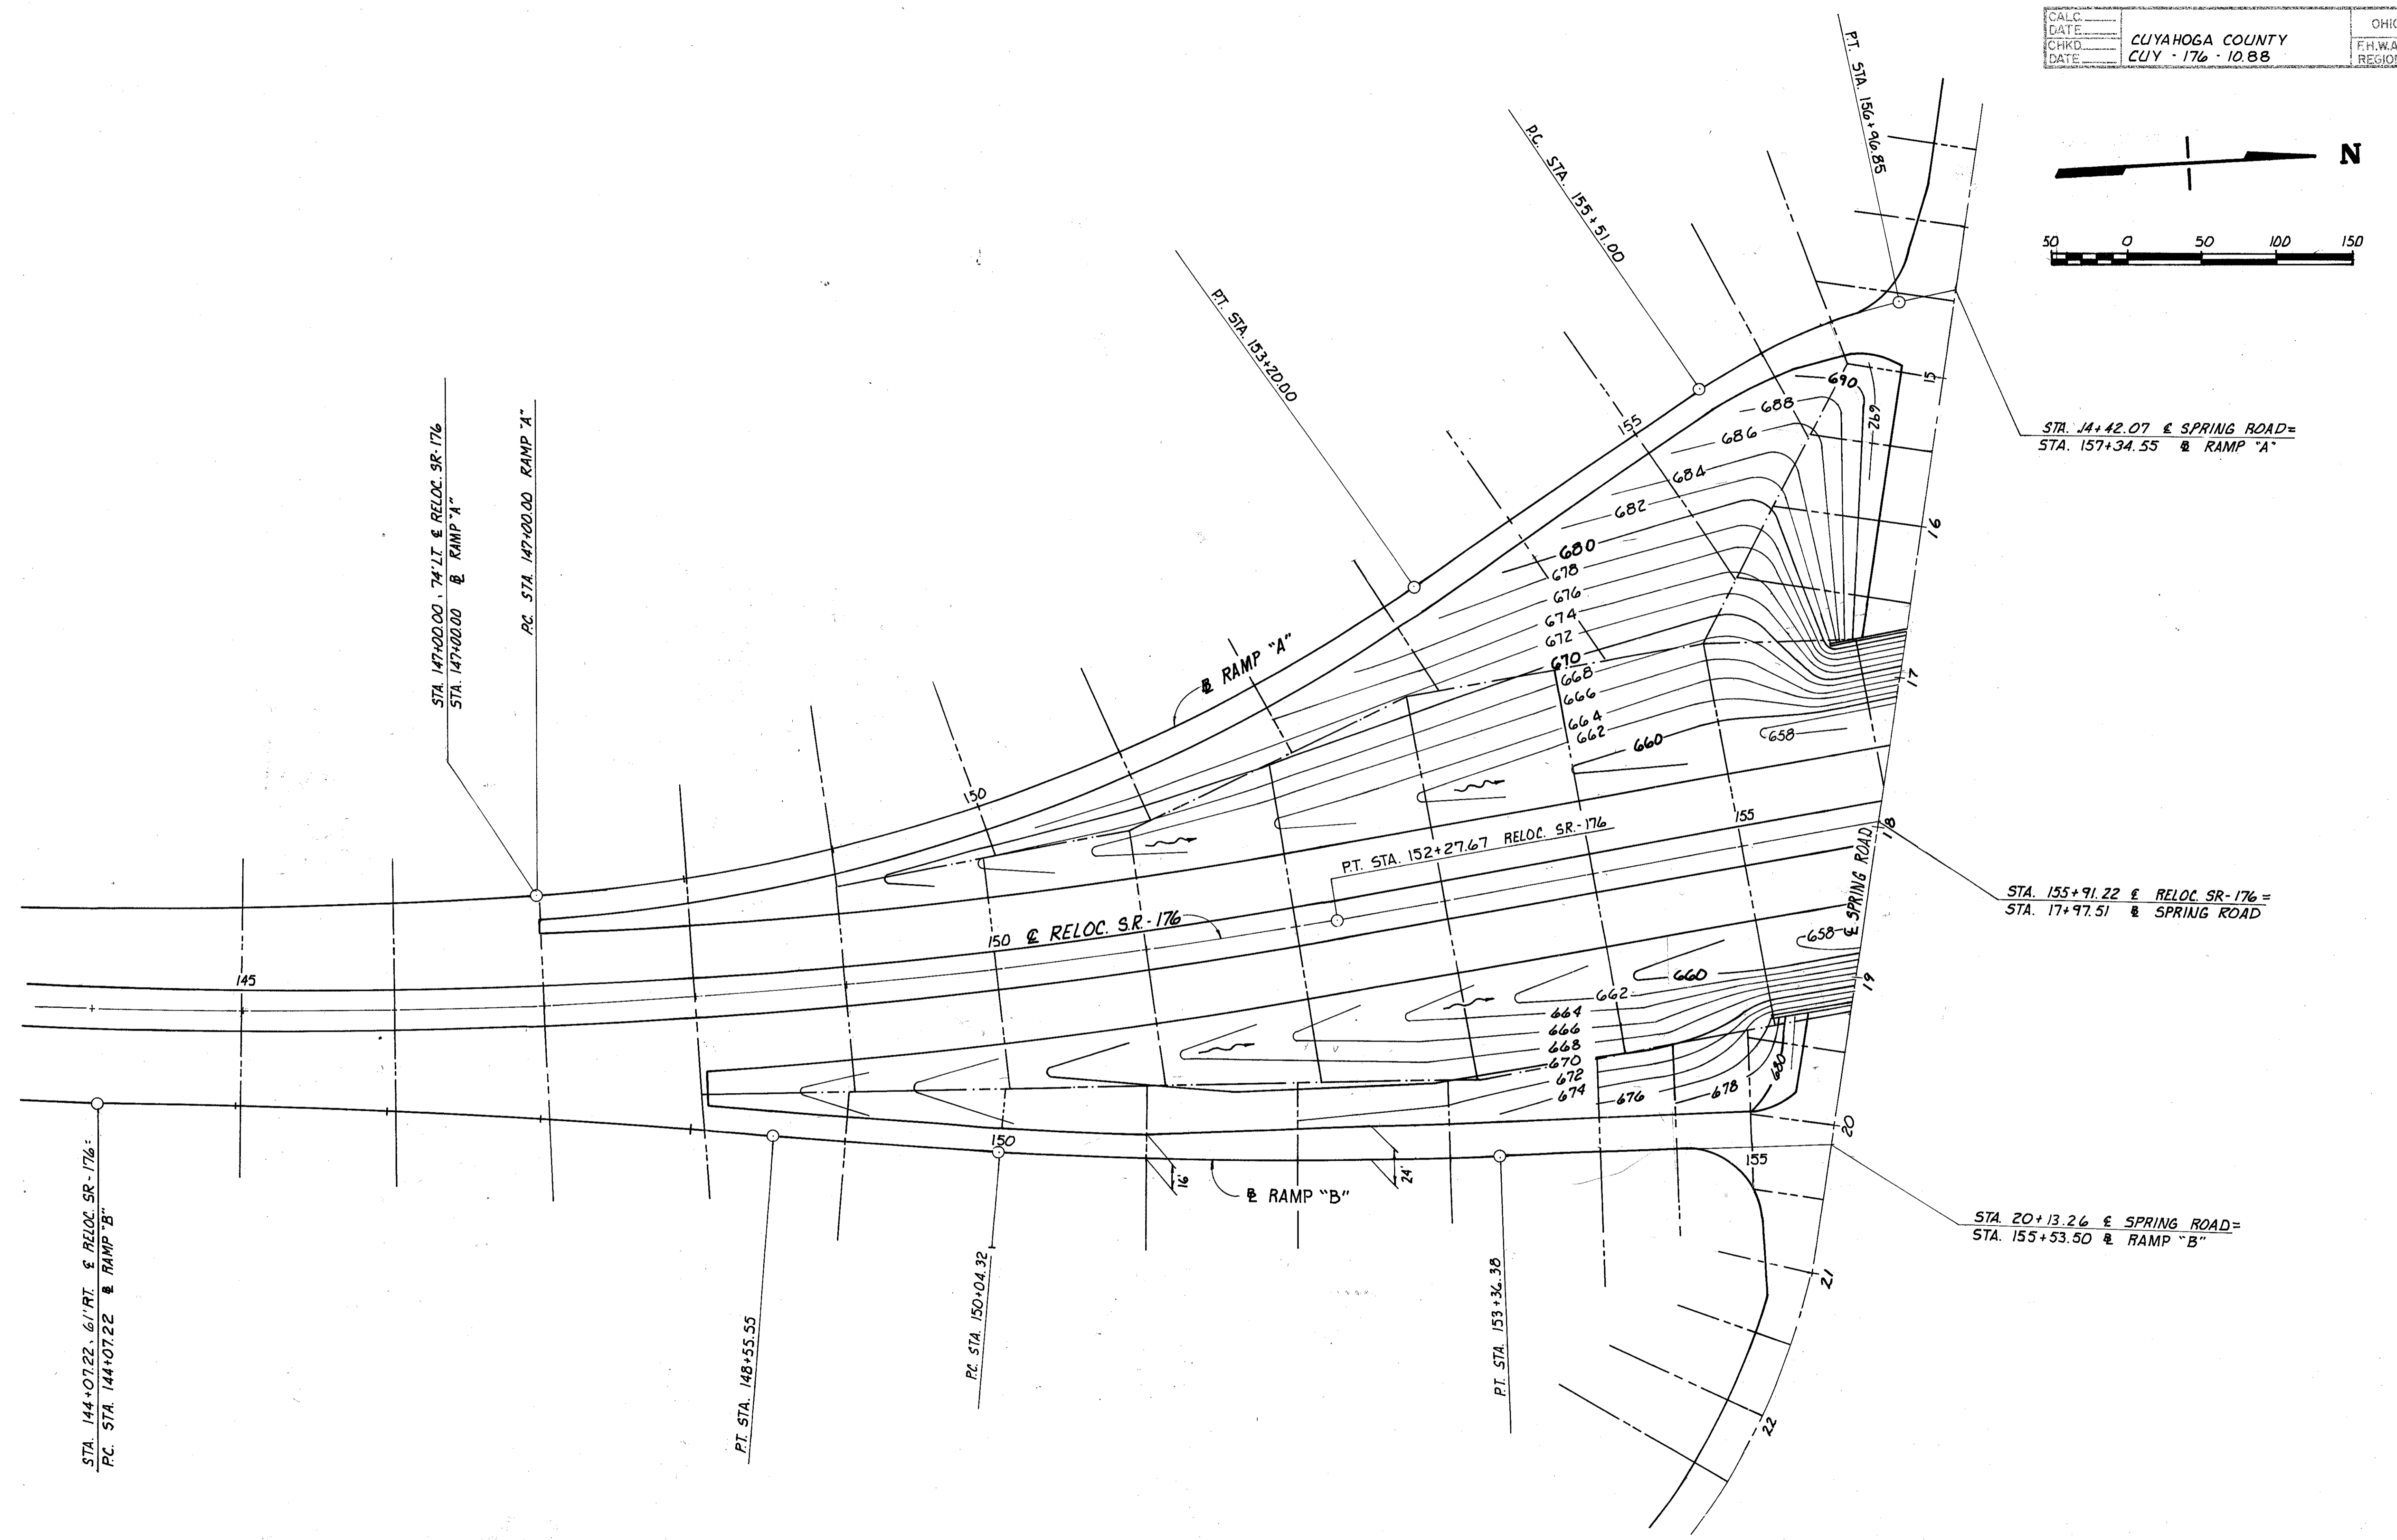 CALC.
DATE
CHKD.
DATE
CUYAHOGA COUNTY
CUY - 176 - 10.88
OHIO
F.H.W.A.
REGION
N
50 0 50 100 150
P.T. STA. 156+96.85
P.C. STA. 155+51.00
P.T. STA. 153+20.00
STA. 147+00.00, 74' LT. ℄ RELOC. SR-176
STA. 147+00.00 ⅊ RAMP "A"
P.C. STA. 147+00.00 RAMP "A"
STA. 14+42.07 ℄ SPRING ROAD=
STA. 157+34.55 ⅊ RAMP "A"
15
690
692
688
686
155
684
682
16
680
678
676
674
672
670
668
666
664
662
660
658
17
⅊ RAMP "A"
150
155
18
P.T. STA. 152+27.67 RELOC. SR.-176
150 ℄ RELOC. S.R.-176
℄ SPRING ROAD
STA. 155+91.22 ℄ RELOC. SR-176 =
STA. 17+97.51 ⅊ SPRING ROAD
145
658
660
19
662
664
666
668
670
672
674
676
678
680
20
150
155
16'
24'
⅊ RAMP "B"
STA. 20+13.26 ℄ SPRING ROAD=
STA. 155+53.50 ⅊ RAMP "B"
21
22
STA. 144+07.22, 61' RT. ℄ RELOC. SR-176=
P.C. STA. 144+07.22 ⅊ RAMP "B"
P.T. STA. 148+55.55
P.C. STA. 150+04.32
P.T. STA. 153+36.38